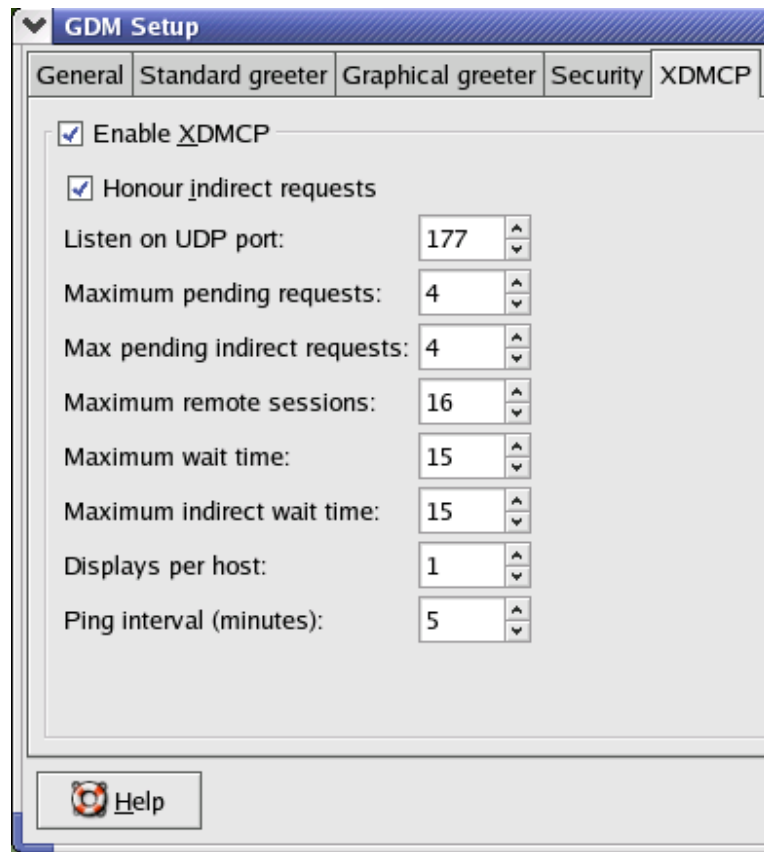 GDM Setup
General Standard greeter Graphical greeter Security XDMCP
Enable XDMCP
Honour indirect requests
Listen on UDP port: 177
Maximum pending requests: 4
Max pending indirect requests: 4
Maximum remote sessions: 16
Maximum wait time: 15
Maximum indirect wait time: 15
Displays per host: 1
Ping interval (minutes): 5
Help